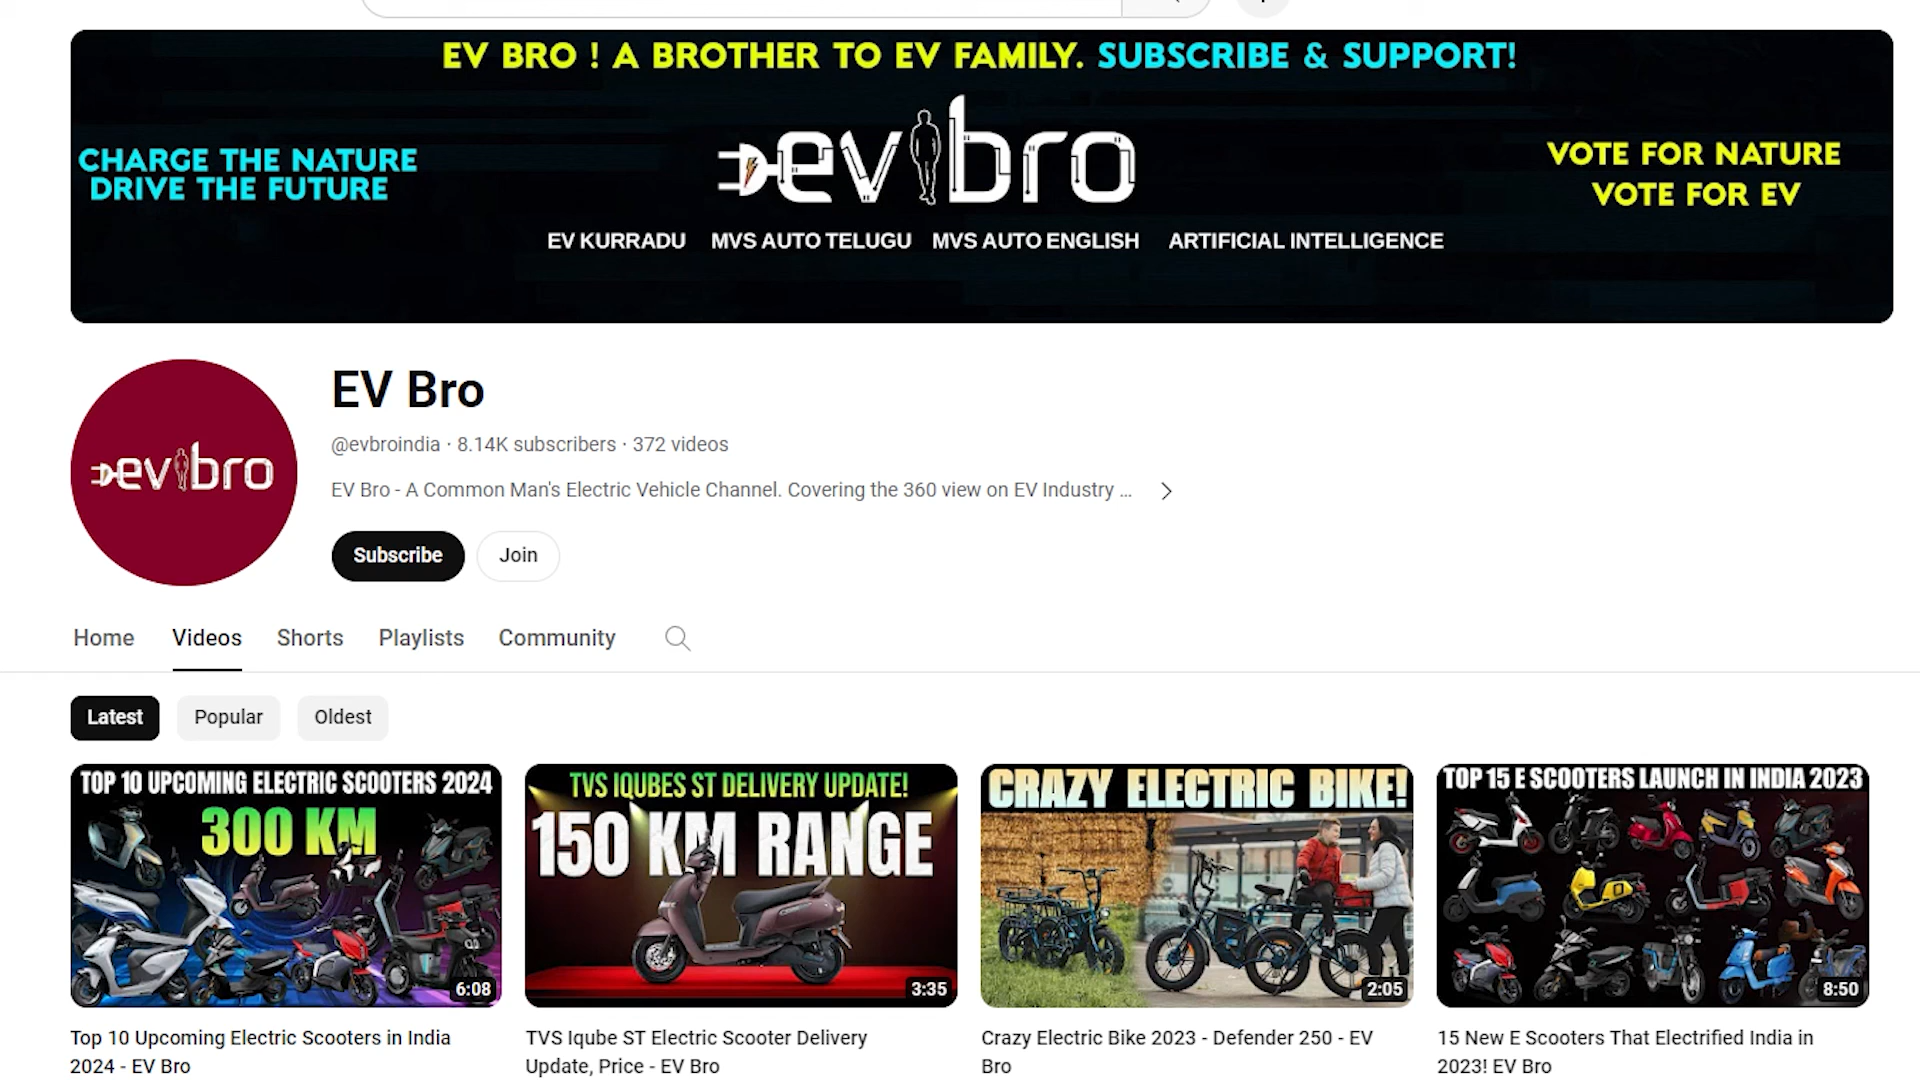 EV BRO ! A BROTHER TO EV FAMILY. SUBSCRIBE & SUPPORT!
CHARGE THE NATURE
DRIVE THE FUTURE
ev bro
VOTE FOR NATURE
VOTE FOR EV
EV KURRADU MVS AUTO TELUGU MVS AUTO ENGLISH ARTIFICIAL INTELLIGENCE
ev bro
EV Bro
@evbroindia · 8.14K subscribers · 372 videos
EV Bro - A Common Man's Electric Vehicle Channel. Covering the 360 view on EV Industry ...
Subscribe Join
Home Videos Shorts Playlists Community
Latest Popular Oldest
TOP 10 UPCOMING ELECTRIC SCOOTERS 2024
300 KM
6:08
TVS IQUBES ST DELIVERY UPDATE!
150 KM RANGE
3:35
CRAZY ELECTRIC BIKE!
2:05
TOP 15 E SCOOTERS LAUNCH IN INDIA 2023
8:50
Top 10 Upcoming Electric Scooters in India
2024 - EV Bro
TVS Iqube ST Electric Scooter Delivery
Update, Price - EV Bro
Crazy Electric Bike 2023 - Defender 250 - EV
Bro
15 New E Scooters That Electrified India in
2023! EV Bro